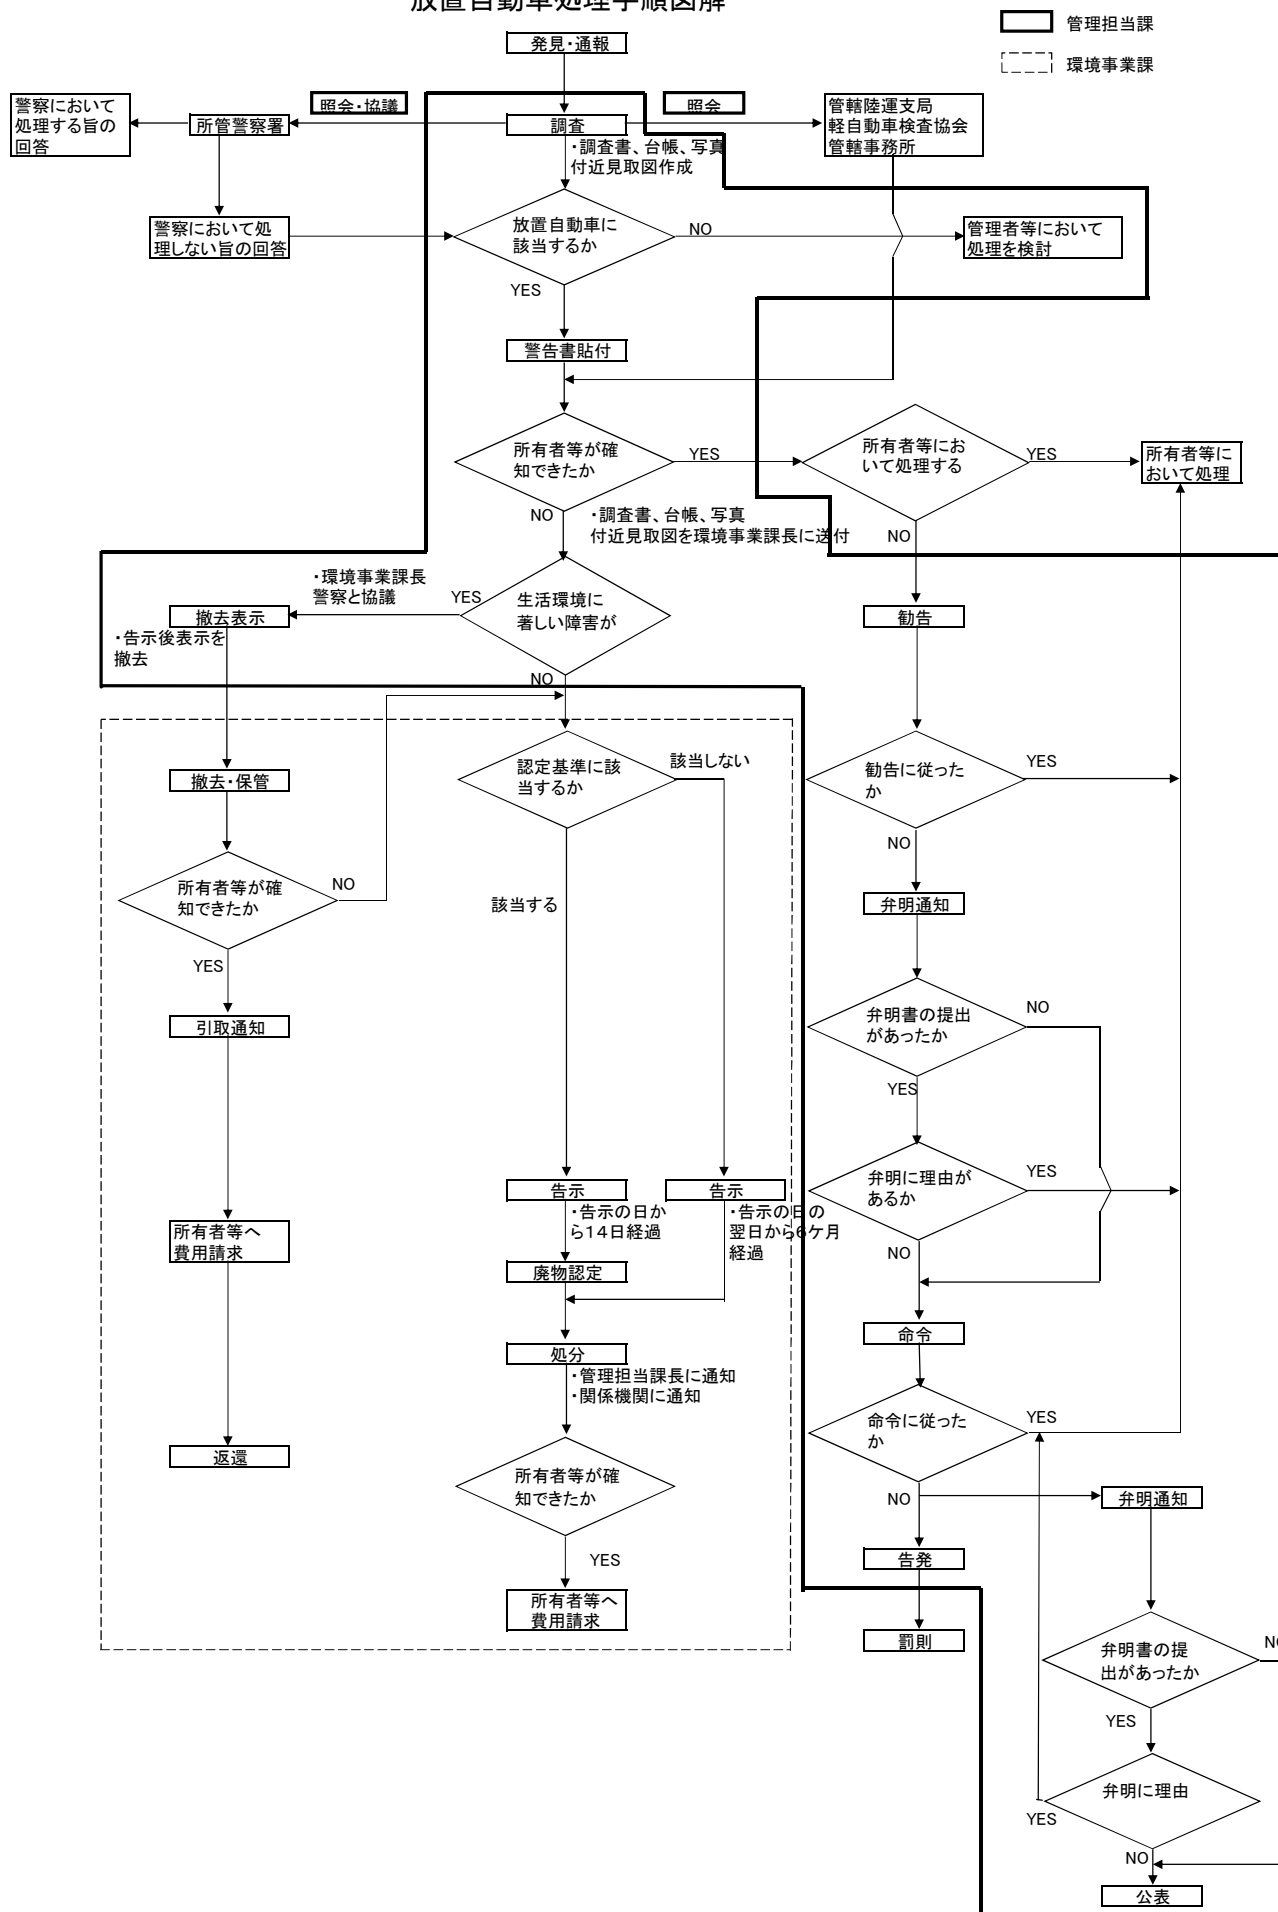 放置自動車処理手順図解
管理担当課
環境事業課
発見・通報
警察において
処理する旨の
回答
照会・協議
照会
所管警察署
調査
管轄陸運支局
軽自動車検査協会
管轄事務所
・調査書、台帳、写真
付近見取図作成
警察において処
理しない旨の回答
放置自動車に
該当するか
NO
管理者等において
処理を検討
YES
警告書貼付
所有者等が確
知できたか
YES
所有者等にお
いて処理する
YES
所有者等に
おいて処理
NO
・調査書、台帳、写真
付近見取図を環境事業課長に送付
NO
・環境事業課長
警察と協議
YES
生活環境に
著しい障害が
撤去表示
・告示後表示を
撤去
勧告
NO
認定基準に該
当するか
該当しない
勧告に従った
か
YES
撤去・保管
NO
所有者等が確
知できたか
NO
該当する
弁明通知
YES
引取通知
弁明書の提出
があったか
NO
YES
弁明に理由が
あるか
YES
告示
告示
・告示の日か
ら14日経過
・告示の日の
翌日から6ケ月
経過
所有者等へ
費用請求
NO
廃物認定
命令
処分
・管理担当課長に通知
・関係機関に通知
命令に従った
か
YES
返還
所有者等が確
知できたか
NO
弁明通知
YES
告発
所有者等へ
費用請求
罰則
弁明書の提
出があったか
YES
弁明に理由
YES
NO
公表